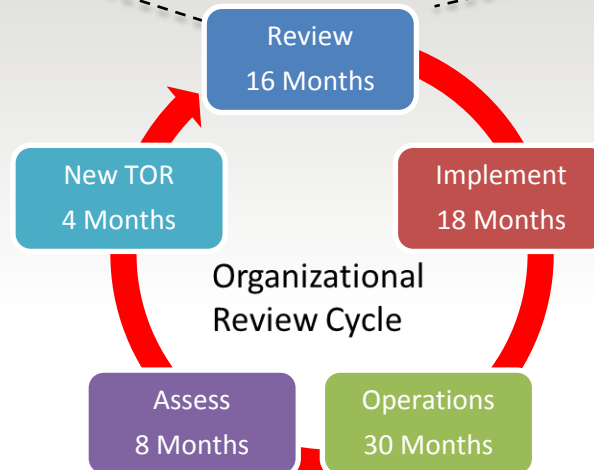 Review
16 Months
New TOR
4 Months
Implement
18 Months
Organizational
Review Cycle
Assess
8 Months
Operations
30 Months